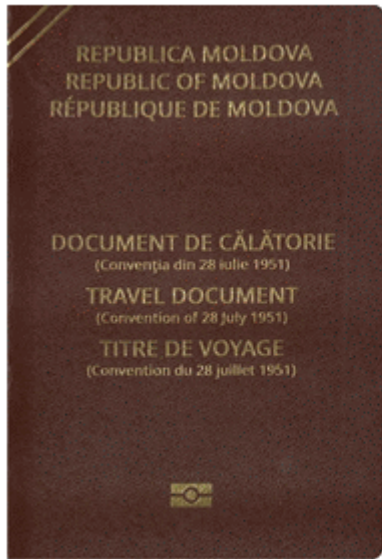 REPUBLICA MOLDOVA
REPUBLIC OF MOLDOVA
RÉPUBLIQUE DE MOLDOVA
DOCUMENT DE CĂLĂTORIE
(Convenția din 28 iulie 1951)
TRAVEL DOCUMENT
(Convention of 28 July 1951)
TITRE DE VOYAGE
(Convention du 28 juillet 1951)